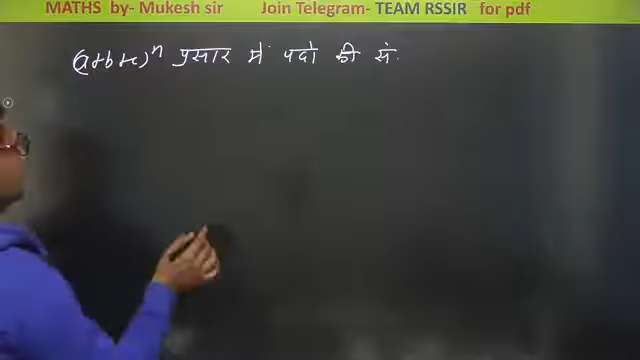 MATHS by- Mukesh sir Join Telegram- TEAM RSSIR for pdf
(a+b+c)^n प्रसार में पदों की सं.